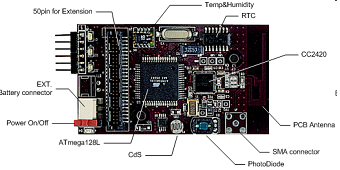 50pin for Extension
Temp&Humidity
RTC
CC2420
EXT.
Battery connector
Power On/Off
PCB Antenna
ATmega128L
SMA connector
CdS
PhotoDiode